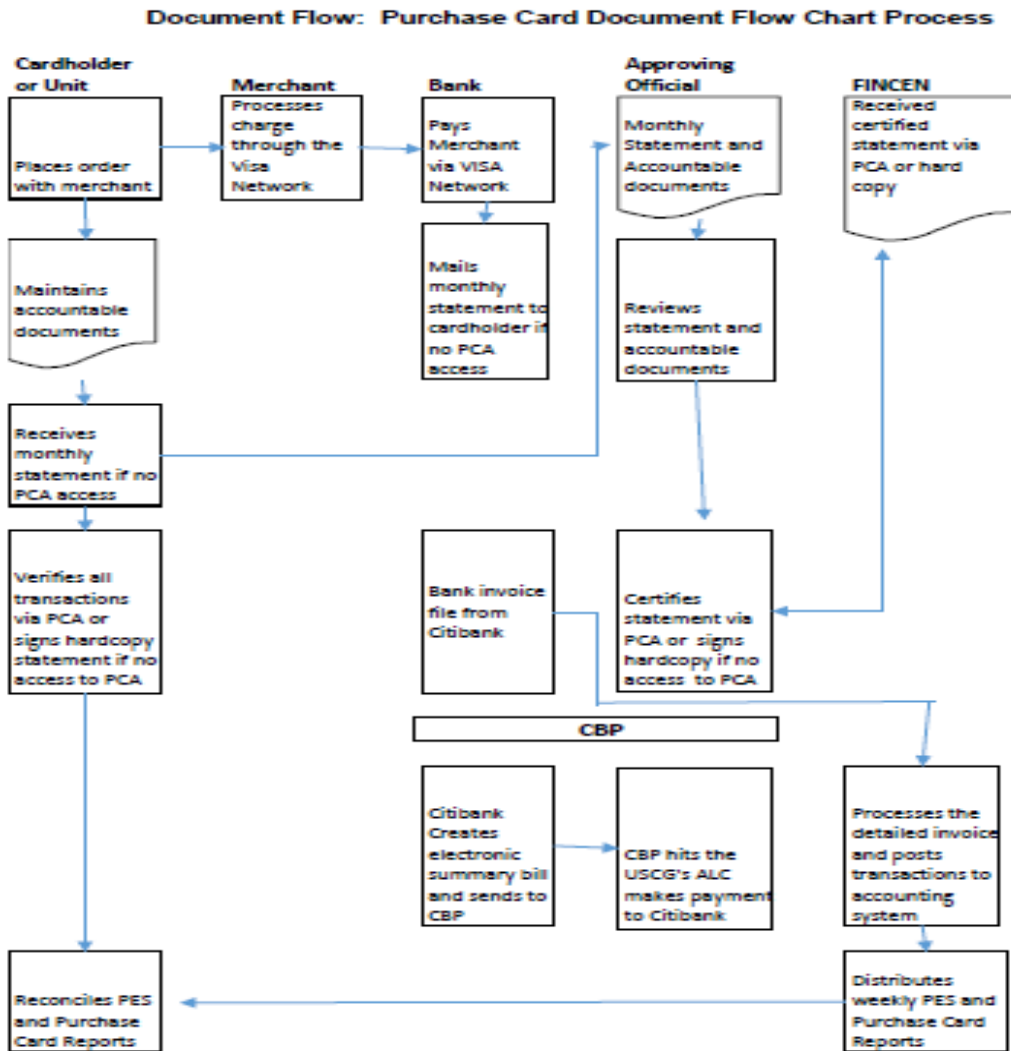 Document Flow:  Purchase Card Document Flow Chart Process
Cardholder
or Unit
Merchant
Bank
Approving
Official
FINCEN
Places order
with merchant
Processes
charge
through the
Visa
Network
Pays
Merchant
via VISA
Network
Monthly
Statement and
Accountable
documents
Received
certified
statement via
PCA or hard
copy
Maintains
accountable
documents
Mails
monthly
statement to
cardholder if
no PCA
access
Reviews
statement and
accountable
documents
Receives
monthly
statement if no
PCA access
Verifies all
transactions
via PCA or
signs hardcopy
statement if no
access to PCA
Bank invoice
file from
Citibank
Certifies
statement via
PCA or signs
hardcopy if no
access to PCA
CBP
Citibank
Creates
electronic
summary bill
and sends to
CBP
CBP hits the
USCG's ALC
makes payment
to Citibank
Processes the
detailed invoice
and posts
transactions to
accounting
system
Reconciles PES
and Purchase
Card Reports
Distributes
weekly PES and
Purchase Card
Reports